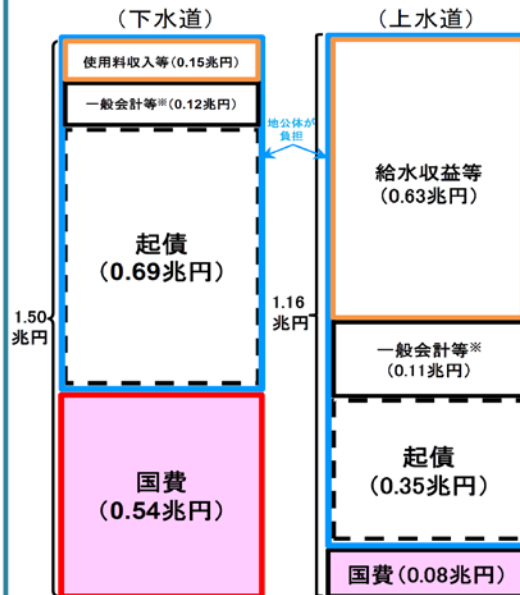 (下水道)
使用料収入等(0.15兆円)
一般会計等※(0.12兆円)
起債
(0.69兆円)
1.50
兆円
国費
(0.54兆円)
地公体が
負担
(上水道)
給水収益等
(0.63兆円)
1.16
兆円
一般会計等※
(0.11兆円)
起債
(0.35兆円)
国費(0.08兆円)